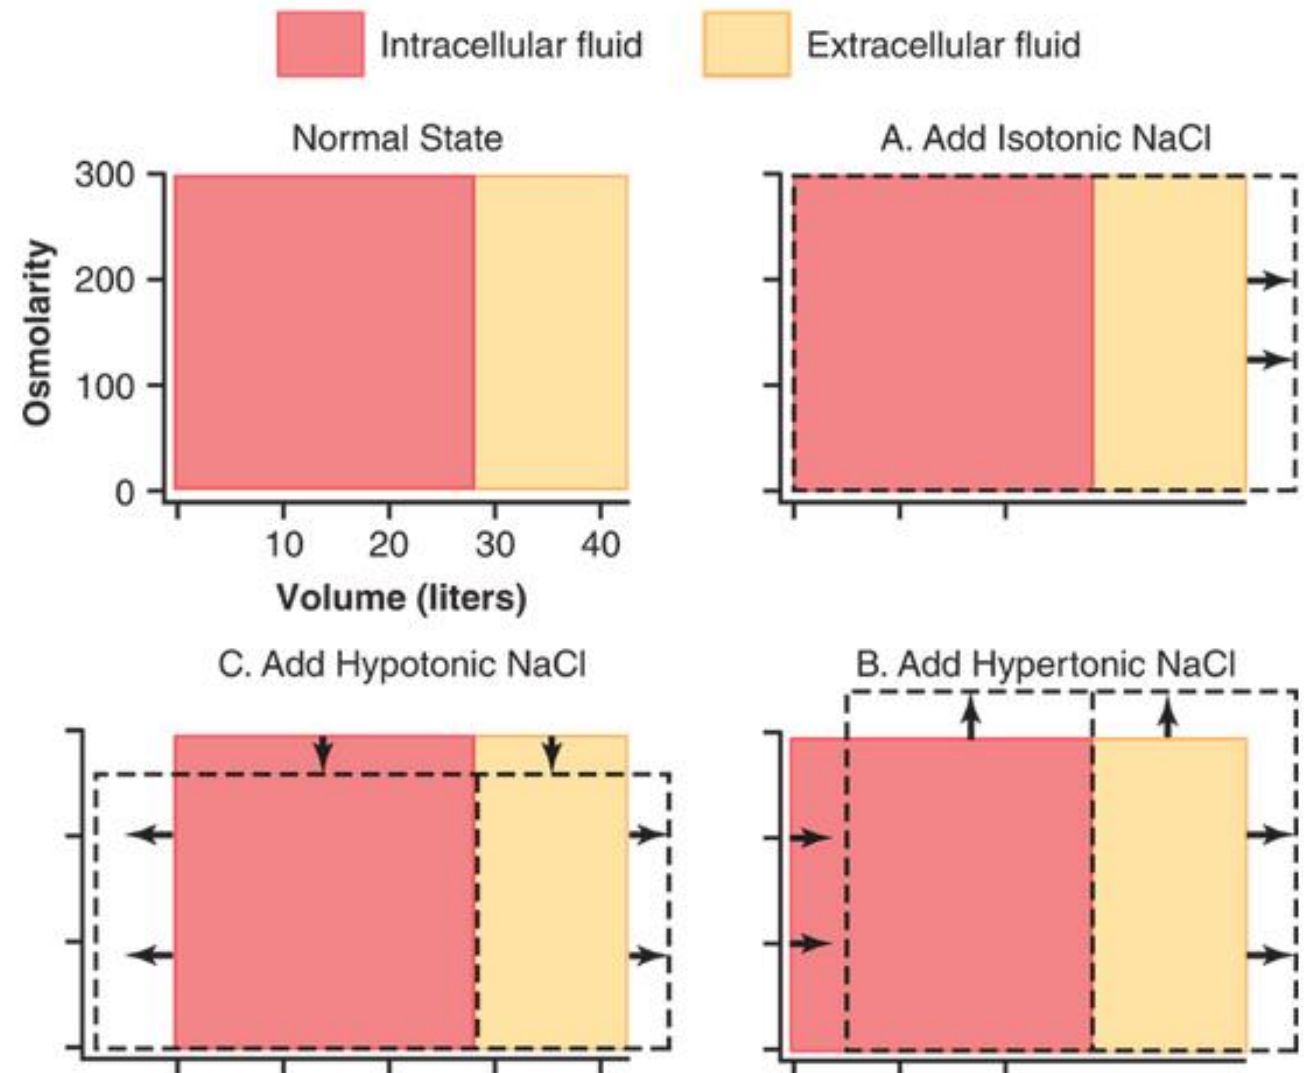 Intracellular fluid
Extracellular fluid
Normal State
Osmolarity
300
200
100
0
10 20 30 40
Volume (liters)
A. Add Isotonic NaCl
C. Add Hypotonic NaCl
B. Add Hypertonic NaCl